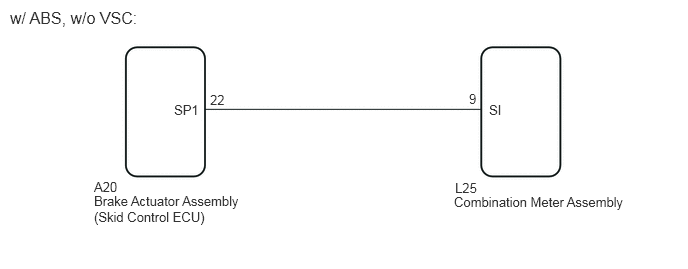 w/ ABS, w/o VSC:
SP1
22
9
SI
A20
Brake Actuator Assembly
(Skid Control ECU)
L25
Combination Meter Assembly